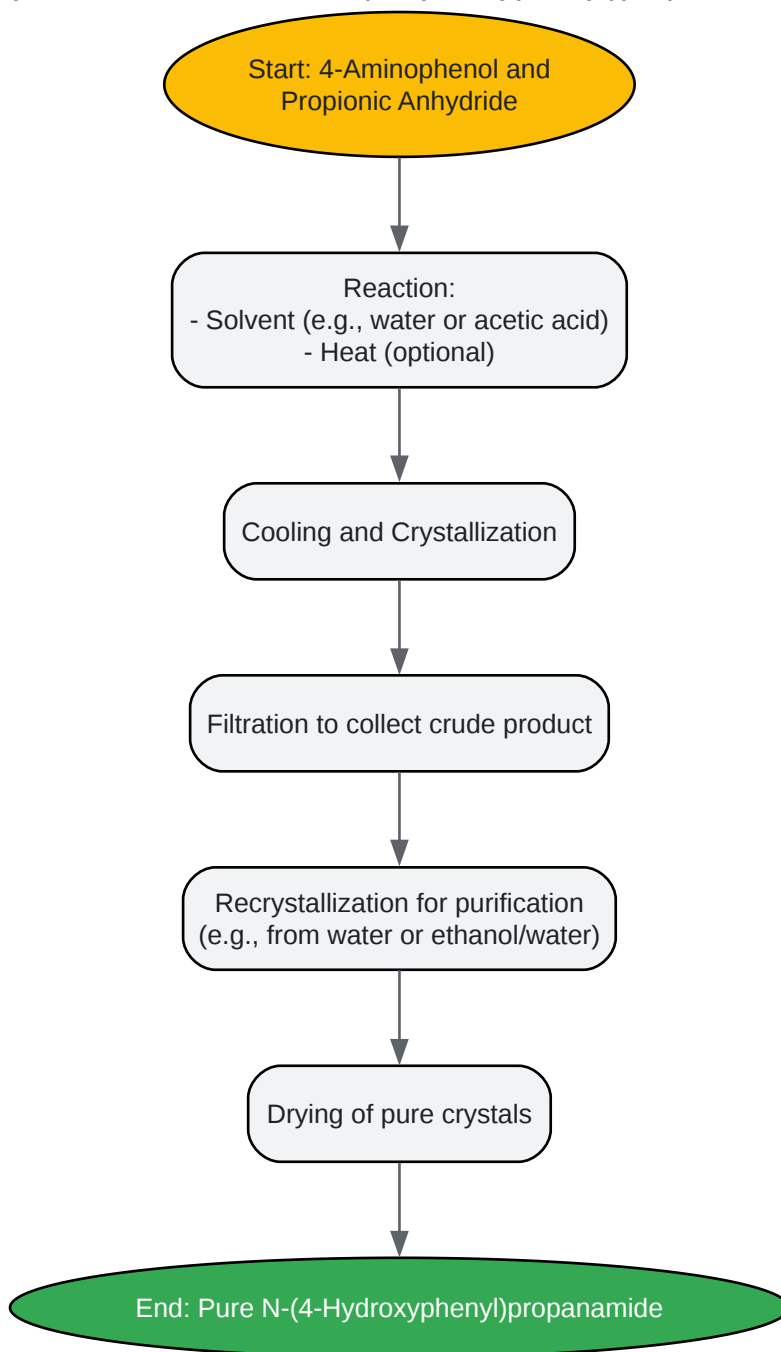 Start: 4-Aminophenol and
Propionic Anhydride
Reaction:
- Solvent (e.g., water or acetic acid)
- Heat (optional)
Cooling and Crystallization
Filtration to collect crude product
Recrystallization for purification
(e.g., from water or ethanol/water)
Drying of pure crystals
End: Pure N-(4-Hydroxyphenyl)propanamide